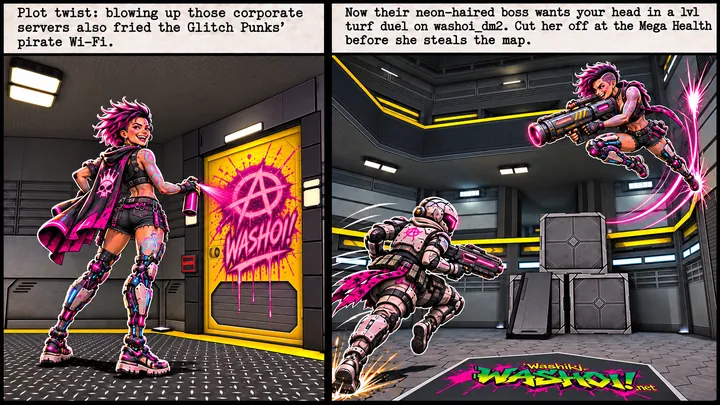 Plot twist: blowing up those corporate
servers also fried the Glitch Punks'
pirate Wi-Fi.
Now their neon-haired boss wants your head in a 1v1
turf duel on washoi_dm2. Cut her off at the Mega Health
before she steals the map.
WASHOI!
Washiki
WASHOI!
.net